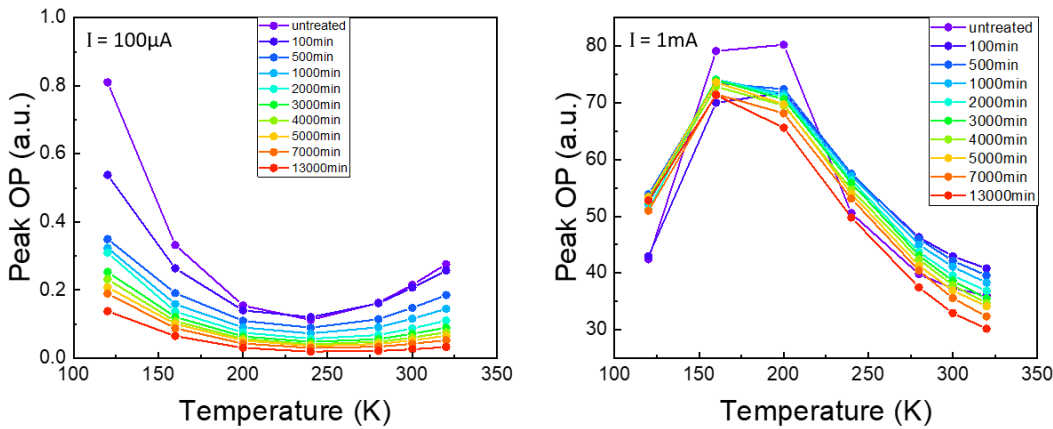 I = 100μA
untreated
100min
500min
1000min
2000min
3000min
4000min
5000min
7000min
13000min
Peak OP (a.u.)
1.0
0.8
0.6
0.4
0.2
0.0
100 150 200 250 300 350
Temperature (K)
I = 1mA
untreated
100min
500min
1000min
2000min
3000min
4000min
5000min
7000min
13000min
Peak OP (a.u.)
80
70
60
50
40
30
100 150 200 250 300 350
Temperature (K)